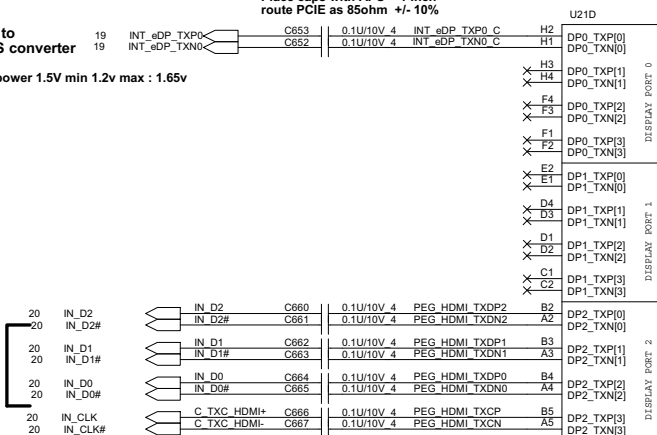 route PCIE as 85ohm +/- 10%
U21D
to
S converter
19 INT_eDP_TXP0 C653 0.1U/10V_4 INT_eDP_TXP0_C H2 DP0_TXP[0]
19 INT_eDP_TXN0 C652 0.1U/10V_4 INT_eDP_TXN0_C H1 DP0_TXN[0]
power 1.5V min 1.2v max : 1.65v
H3 DP0_TXP[1]
H4 DP0_TXN[1]
F4 DP0_TXP[2]
F3 DP0_TXN[2]
F1 DP0_TXP[3]
F2 DP0_TXN[3]
DISPLAY PORT 0
E2 DP1_TXP[0]
E1 DP1_TXN[0]
D4 DP1_TXP[1]
D3 DP1_TXN[1]
D1 DP1_TXP[2]
D2 DP1_TXN[2]
C1 DP1_TXP[3]
C2 DP1_TXN[3]
DISPLAY PORT 1
20 IN_D2 IN_D2 C660 0.1U/10V_4 PEG_HDMI_TXDP2 B2 DP2_TXP[0]
20 IN_D2# IN_D2# C661 0.1U/10V_4 PEG_HDMI_TXDN2 A2 DP2_TXN[0]
20 IN_D1 IN_D1 C662 0.1U/10V_4 PEG_HDMI_TXDP1 B3 DP2_TXP[1]
20 IN_D1# IN_D1# C663 0.1U/10V_4 PEG_HDMI_TXDN1 A3 DP2_TXN[1]
20 IN_D0 IN_D0 C664 0.1U/10V_4 PEG_HDMI_TXDP0 B4 DP2_TXP[2]
20 IN_D0# IN_D0# C665 0.1U/10V_4 PEG_HDMI_TXDN0 A4 DP2_TXN[2]
20 IN_CLK C_TXC_HDMI+ C666 0.1U/10V_4 PEG_HDMI_TXCP B5 DP2_TXP[3]
20 IN_CLK# C_TXC_HDMI- C667 0.1U/10V_4 PEG_HDMI_TXCN A5 DP2_TXN[3]
DISPLAY PORT 2